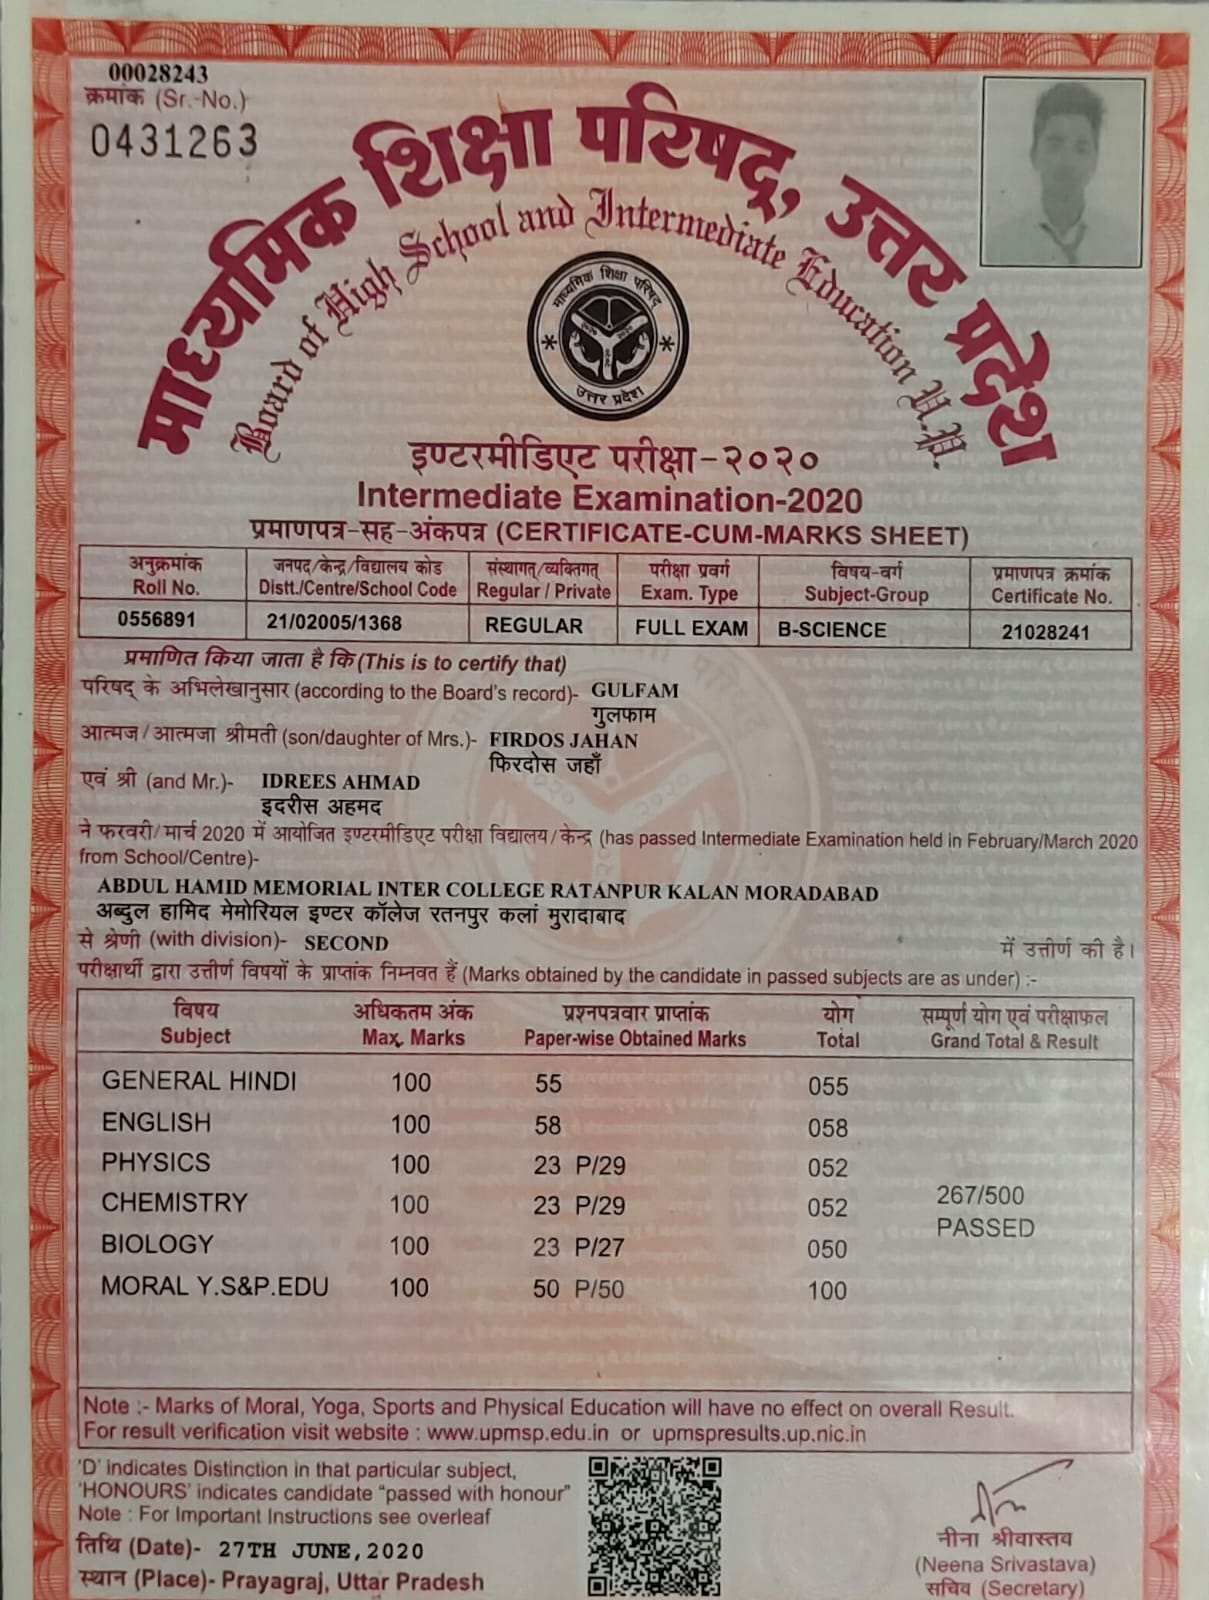 00028243
क्रमांक (Sr.-No.)
0431263
माध्यमिक शिक्षा परिषद्, उत्तर प्रदेश
Board of High School and Intermediate Education U.P.
माध्यमिक शिक्षा परिषद्
उत्तर प्रदेश
इण्टरमीडिएट परीक्षा-२०२०
Intermediate Examination-2020
प्रमाणपत्र-सह-अंकपत्र (CERTIFICATE-CUM-MARKS SHEET)
अनुक्रमांक जनपद/केन्द्र/विद्यालय कोड संस्थागत/व्यक्तिगत परीक्षा प्रवर्ग विषय-वर्ग प्रमाणपत्र क्रमांक
Roll No. Distt./Centre/School Code Regular / Private Exam. Type Subject-Group Certificate No.
0556891 21/02005/1368 REGULAR FULL EXAM B-SCIENCE 21028241
प्रमाणित किया जाता है कि (This is to certify that)
परिषद् के अभिलेखानुसार (according to the Board's record)- GULFAM
गुलफाम
आत्मज/आत्मजा श्रीमती (son/daughter of Mrs.)- FIRDOS JAHAN
फिरदोस जहाँ
एवं श्री (and Mr.)- IDREES AHMAD
इदरीस अहमद
ने फरवरी/मार्च 2020 में आयोजित इण्टरमीडिएट परीक्षा विद्यालय/केन्द्र (has passed Intermediate Examination held in February/March 2020
from School/Centre)-
ABDUL HAMID MEMORIAL INTER COLLEGE RATANPUR KALAN MORADABAD
अब्दुल हामिद मेमोरियल इण्टर कॉलेज रतनपुर कलां मुरादाबाद
से श्रेणी (with division)- SECOND में उत्तीर्ण की है।
परीक्षार्थी द्वारा उत्तीर्ण विषयों के प्राप्तांक निम्नवत हैं (Marks obtained by the candidate in passed subjects are as under) :-
विषय अधिकतम अंक प्रश्नपत्रवार प्राप्तांक योग सम्पूर्ण योग एवं परीक्षाफल
Subject Max. Marks Paper-wise Obtained Marks Total Grand Total & Result
GENERAL HINDI 100 55 055
ENGLISH 100 58 058
PHYSICS 100 23 P/29 052
CHEMISTRY 100 23 P/29 052
267/500
PASSED
BIOLOGY 100 23 P/27 050
MORAL Y.S&P.EDU 100 50 P/50 100
Note :- Marks of Moral, Yoga, Sports and Physical Education will have no effect on overall Result.
For result verification visit website : www.upmsp.edu.in or upmspresults.up.nic.in
'D' indicates Distinction in that particular subject,
'HONOURS' indicates candidate "passed with honour"
Note : For Important Instructions see overleaf
तिथि (Date)- 27TH JUNE,2020
स्थान (Place)- Prayagraj, Uttar Pradesh
नीना श्रीवास्तव
(Neena Srivastava)
सचिव (Secretary)